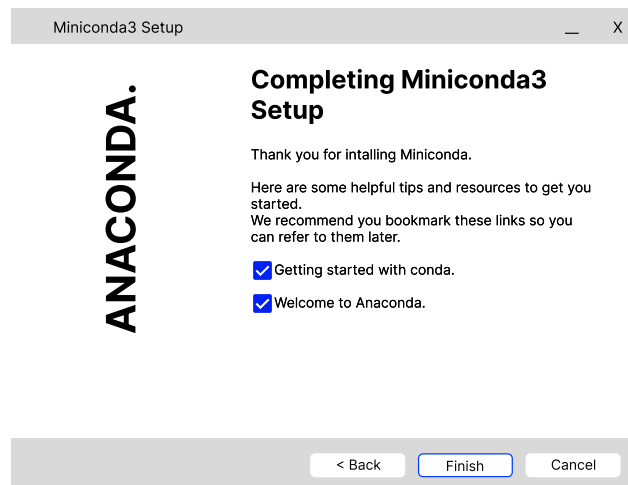 Miniconda3 Setup
_ X
ANACONDA.
Completing Miniconda3
Setup
Thank you for intalling Miniconda.
Here are some helpful tips and resources to get you
started.
We recommend you bookmark these links so you
can refer to them later.
Getting started with conda.
Welcome to Anaconda.
< Back
Finish
Cancel